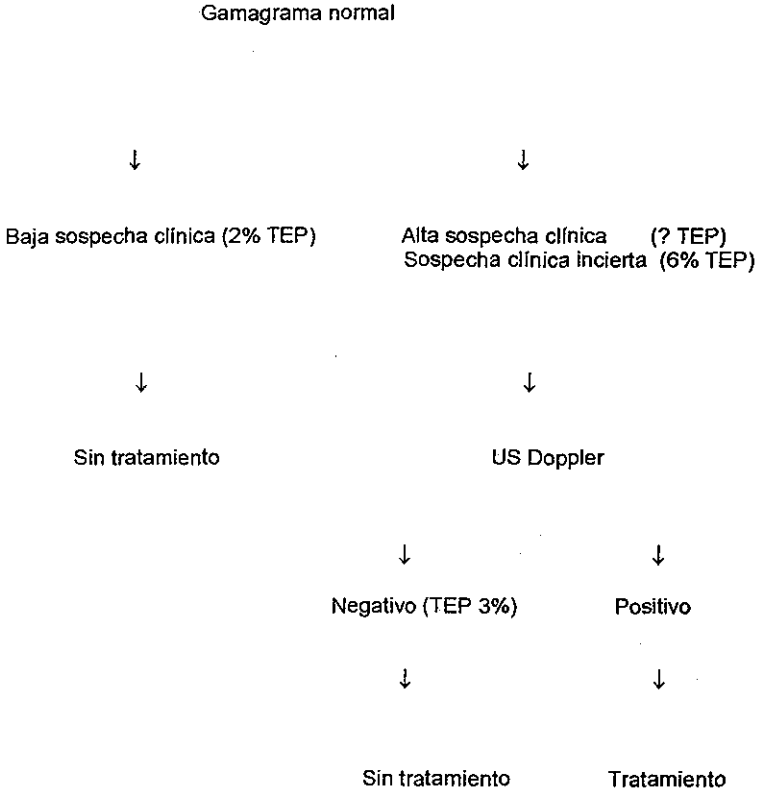 Gamagrama normal
↓ ↓
Baja sospecha clínica (2% TEP) Alta sospecha clínica (? TEP)
Sospecha clínica incierta (6% TEP)
↓ ↓
Sin tratamiento US Doppler
↓ ↓
Negativo (TEP 3%) Positivo
↓ ↓
Sin tratamiento Tratamiento